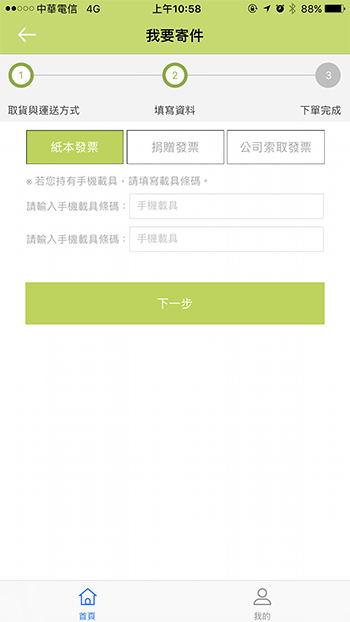 中華電信 4G 上午10:58 88%
我要寄件
1 2 3
取貨與運送方式 填寫資料 下單完成
紙本發票 捐贈發票 公司索取發票
※ 若您持有手機載具，請填寫載具條碼。
請輸入手機載具條碼： 手機載具
請輸入手機載具條碼： 手機載具
下一步
首頁 我的